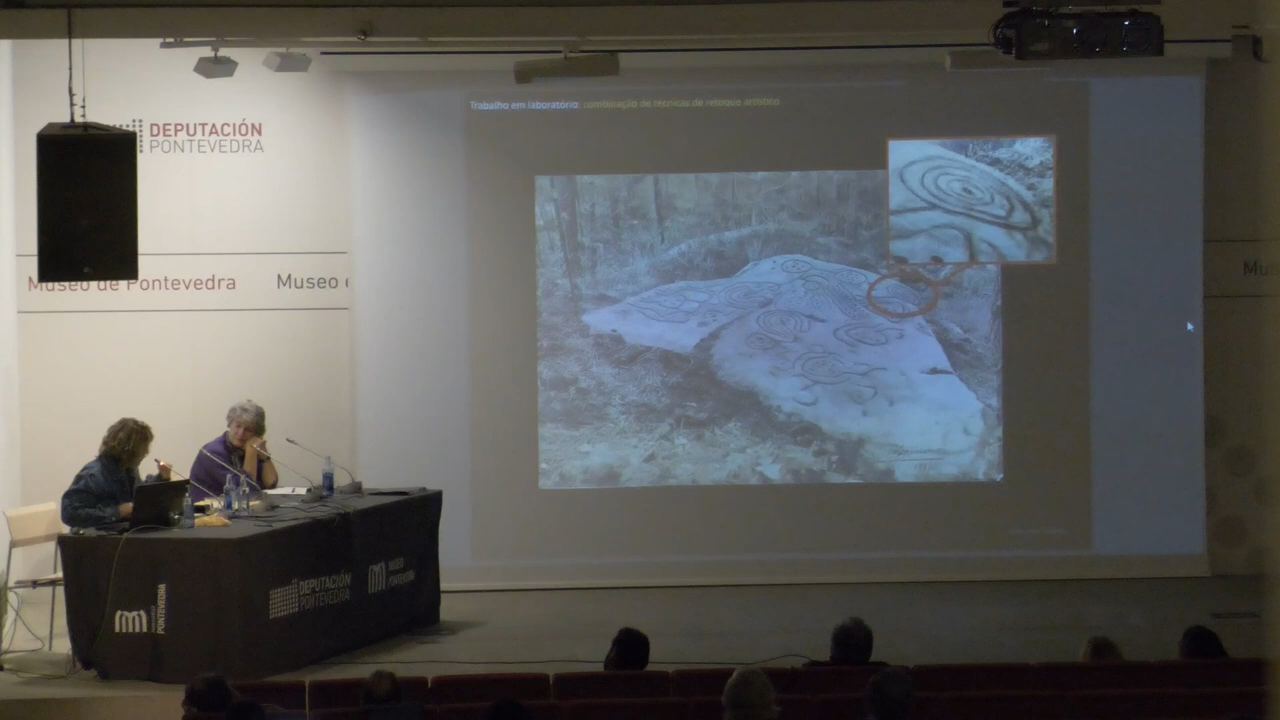 Trabalho em laboratório: combinação de técnicas de retoque artístico
DEPUTACIÓN
PONTEVEDRA
Museo de Pontevedra
Museo
Mu
DEPUTACIÓN
PONTEVEDRA
MUSEO
PONTEVEDRA
MUSEO
PONTEVEDRA